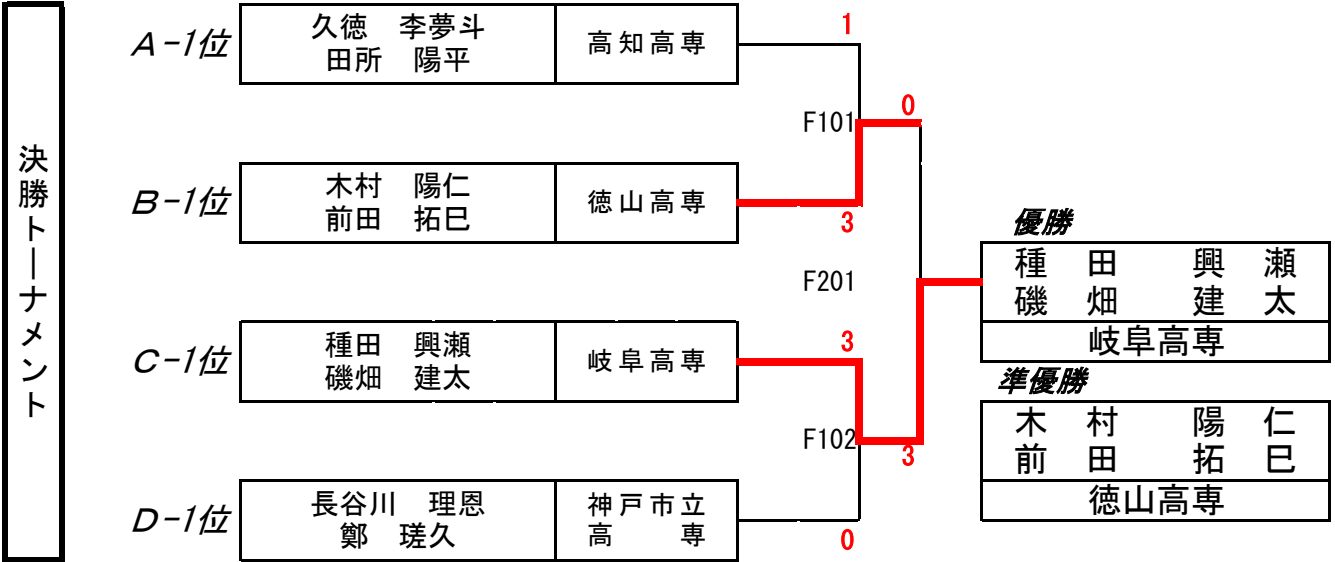 決勝トーナメント
A-1位
久徳　李夢斗
田所　陽平
高知高専
1
F101
0
B-1位
木村　陽仁
前田　拓巳
徳山高専
3
F201
C-1位
種田　興瀬
磯畑　建太
岐阜高専
3
F102
3
D-1位
長谷川　理恩
鄭　瑳久
神戸市立
高　専
0
優勝
種　田　　興　瀬
磯　畑　　建　太
岐阜高専
準優勝
木　村　　陽　仁
前　田　　拓　巳
徳山高専